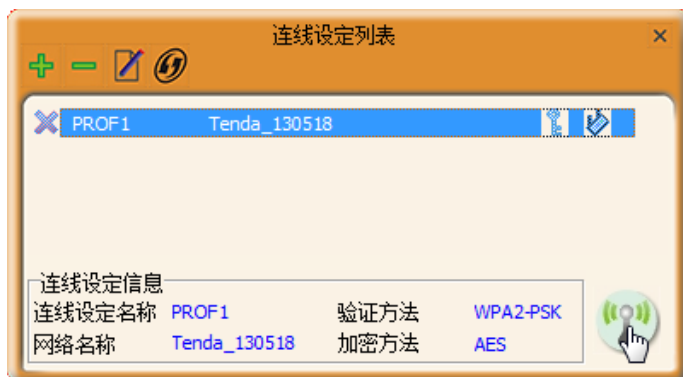 连线设定列表
PROF1 Tenda_130518
连线设定信息
连线设定名称 PROF1 验证方法 WPA2-PSK
网络名称 Tenda_130518 加密方法 AES